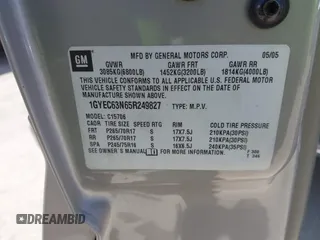 GM
MFD BY GENERAL MOTORS CORP. 05/05
GVWR GAWR FRT GAWR RR
3085KG(6800LB) 1452KG(3200LB) 1814KG(4000LB)
THIS VEHICLE CONFORMS TO ALL APPLICABLE U.S. FEDERAL
MOTOR VEHICLE SAFETY STANDARDS IN EFFECT ON THE DATE
OF MANUFACTURE SHOWN ABOVE.
1GYEC63N65R249827 TYPE: M.P.V.
MODEL: C15706
CADR TIRE SIZE SPEED RTG RIM COLD TIRE PRESSURE
FRT P265/70R17 S 17X7.5J 210KPA(30PSI)
RR P265/70R17 S 17X7.5J 210KPA(30PSI)
SPA P245/75R16 S 16X6.5J 240KPA(35PSI)
SEE OWNER'S MANUAL FOR ADDITIONAL INFORMATION.
DREAMBID